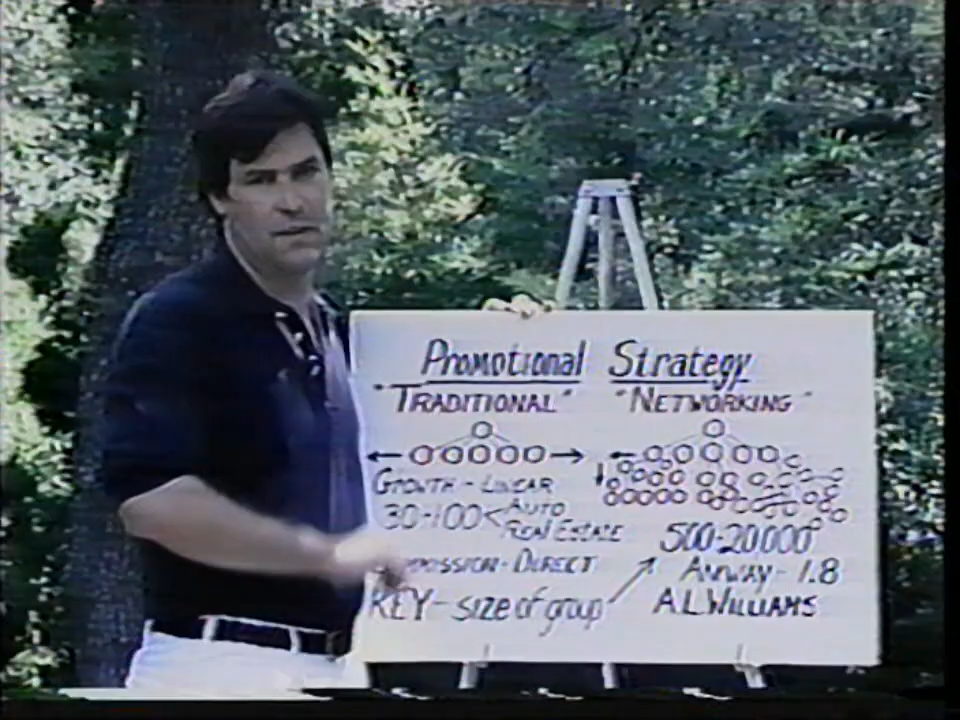 Promotional Strategy
"TRADITIONAL"
GROWTH - LINEAR
30-100 < AUTO
REAL ESTATE
- DIRECT
KEY - size of group
"NETWORKING"
500-20,000
AMWAY - 1.8
A L WILLIAMS